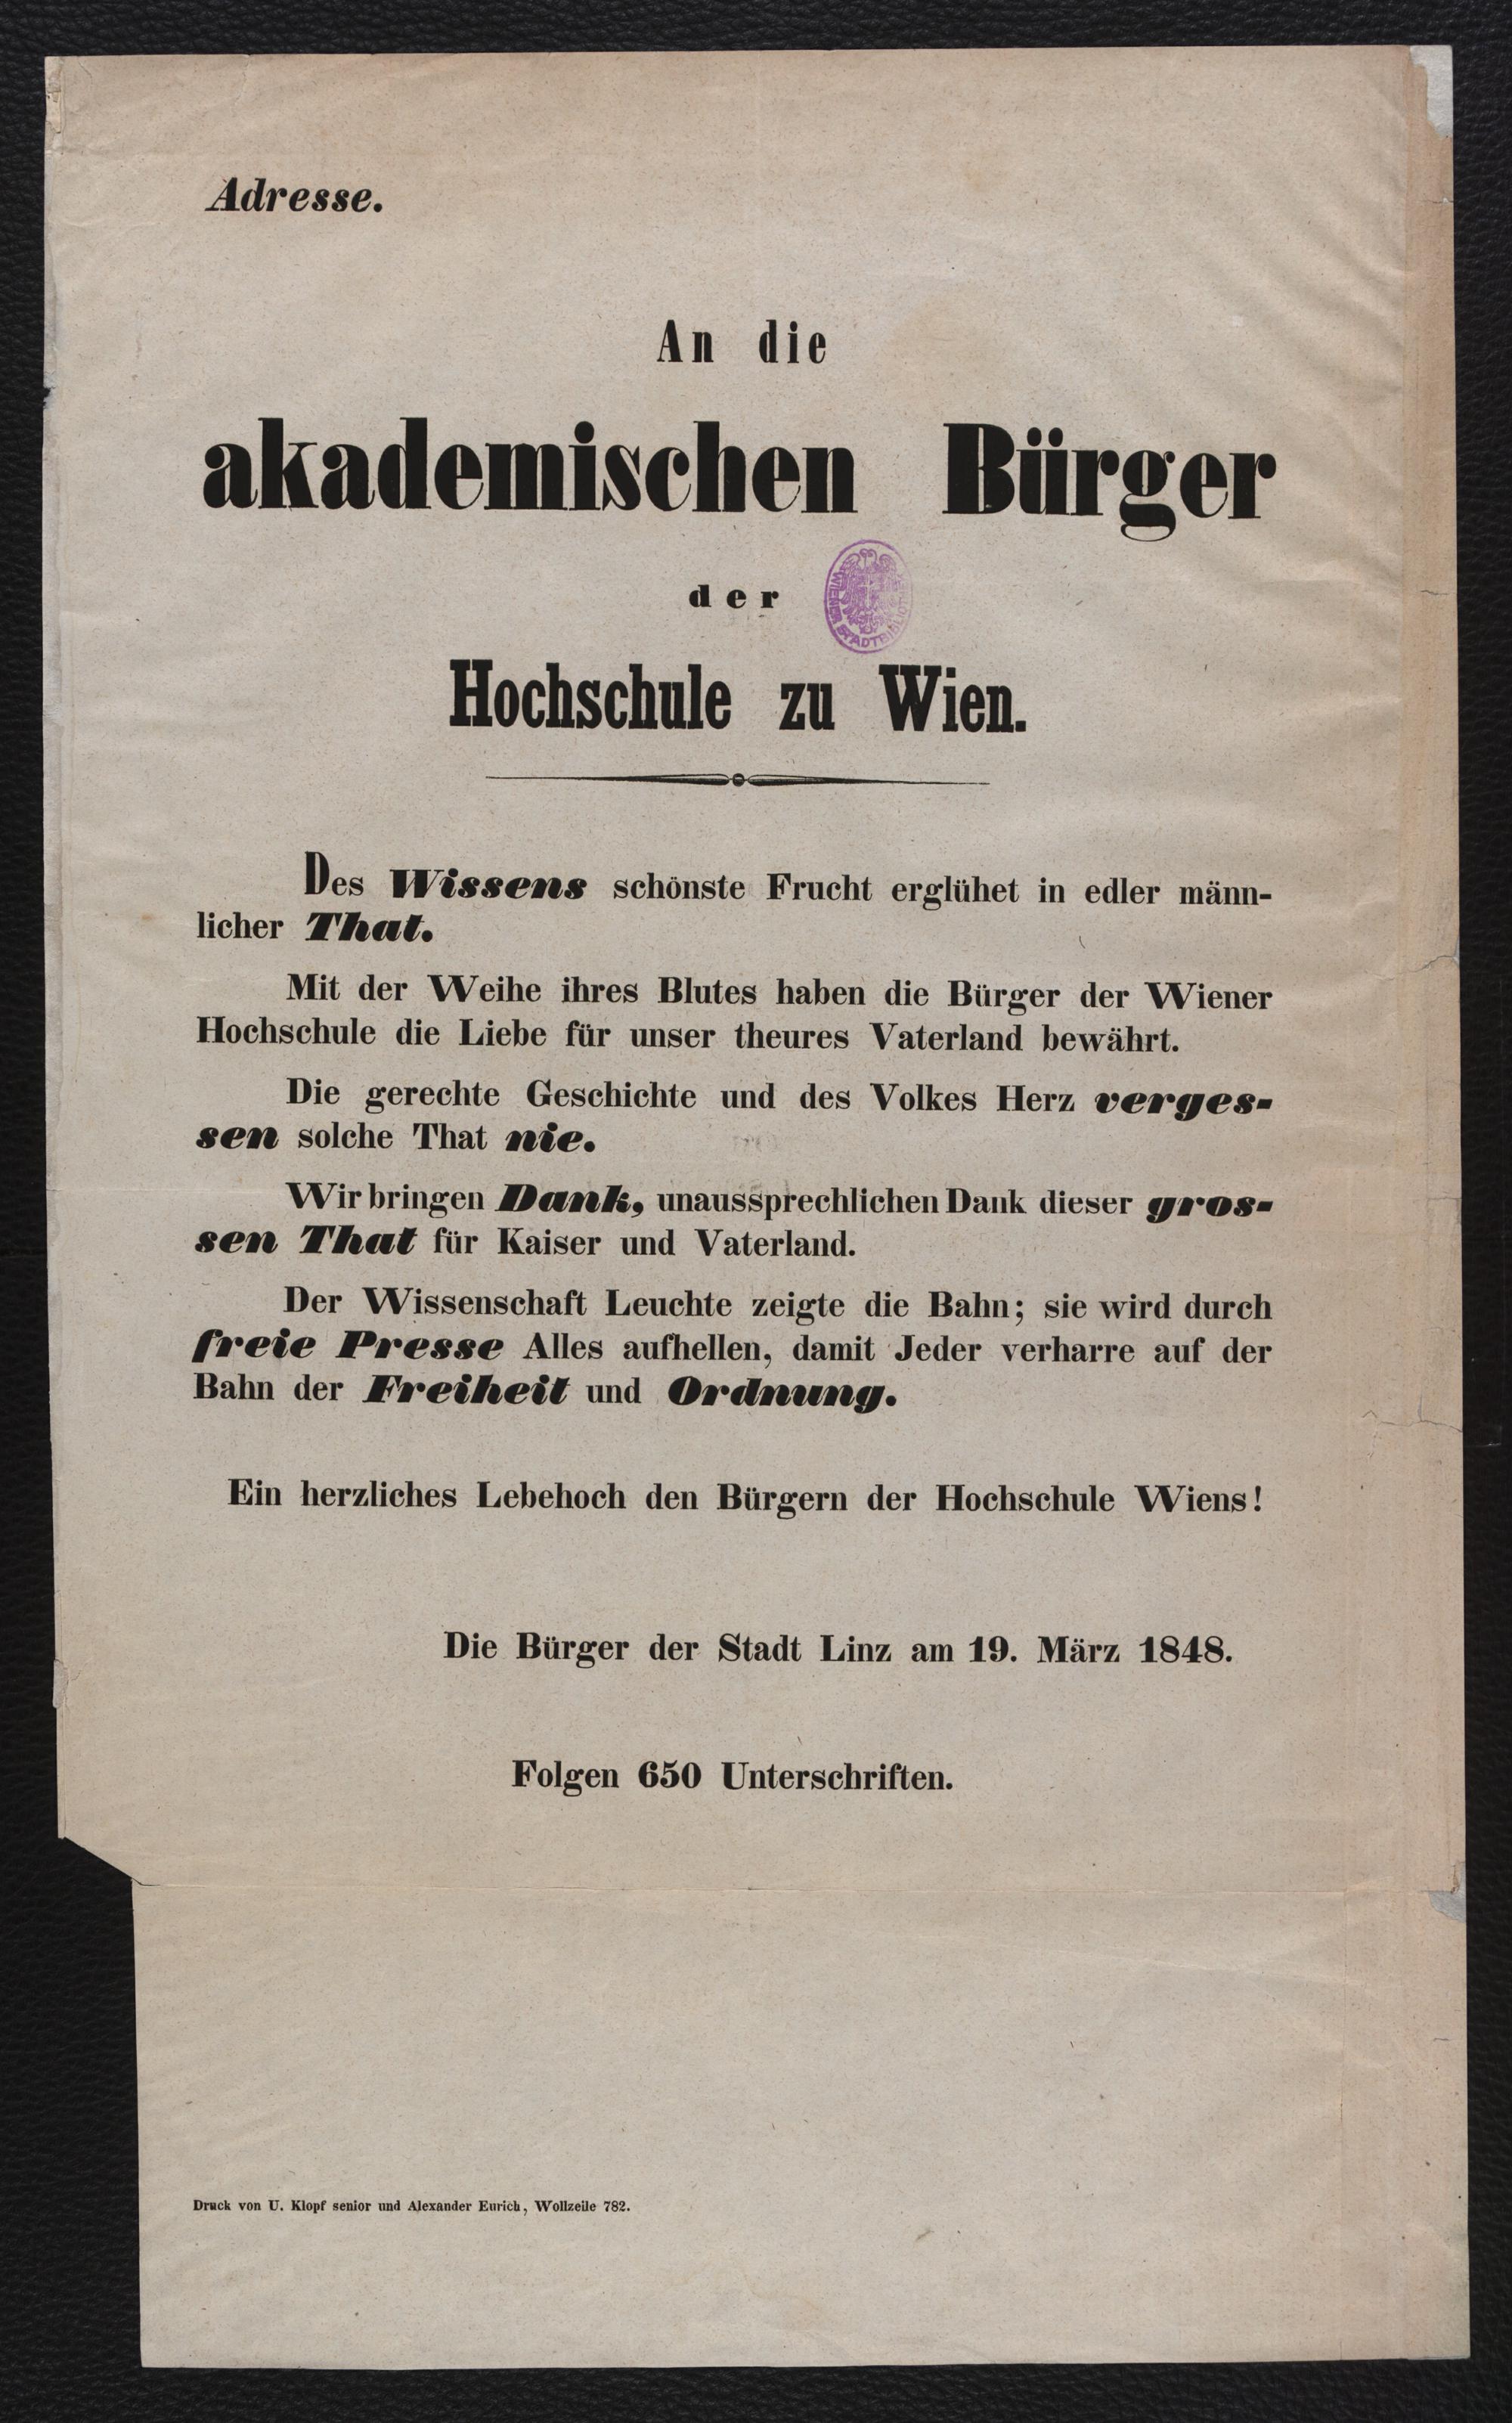 Adresse.
An die
akademischen Bürger
der
WIENER STADTBIBLIOTHEK
Hochschule zu Wien.
Des Wissens schönste Frucht erglühet in edler männ-
licher That.
Mit der Weihe ihres Blutes haben die Bürger der Wiener
Hochschule die Liebe für unser theures Vaterland bewährt.
Die gerechte Geschichte und des Volkes Herz verges-
sen solche That nie.
Wir bringen Dank, unaussprechlichen Dank dieser gros-
sen That für Kaiser und Vaterland.
Der Wissenschaft Leuchte zeigte die Bahn; sie wird durch
freie Presse Alles aufhellen, damit Jeder verharre auf der
Bahn der Freiheit und Ordnung.
Ein herzliches Lebehoch den Bürgern der Hochschule Wiens!
Die Bürger der Stadt Linz am 19. März 1848.
Folgen 650 Unterschriften.
Druck von U. Klopf senior und Alexander Eurich, Wollzeile 782.